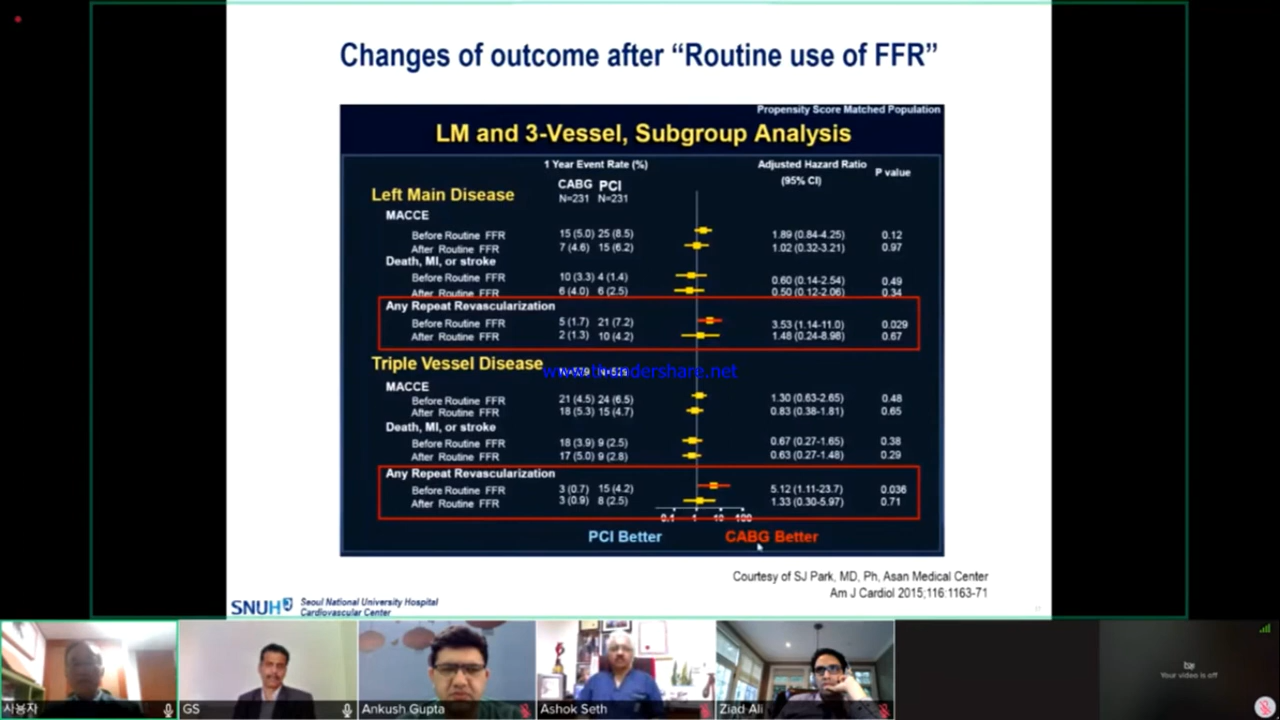 Changes of outcome after “Routine use of FFR”
Propensity Score Matched Population
LM and 3-Vessel, Subgroup Analysis
1 Year Event Rate (%)
Adjusted Hazard Ratio
(95% CI)
P value
CABG PCI
N=231 N=231
Left Main Disease
MACCE
Before Routine FFR 15 (5.0) 25 (8.5) 1.89 (0.84-4.25) 0.12
After Routine FFR 7 (4.6) 15 (6.2) 1.02 (0.32-3.21) 0.97
Death, MI, or stroke
Before Routine FFR 10 (3.3) 4 (1.4) 0.60 (0.14-2.54) 0.49
After Routine FFR 6 (4.0) 6 (2.5) 0.50 (0.12-2.06) 0.34
Any Repeat Revascularization
Before Routine FFR 5 (1.7) 21 (7.2) 3.53 (1.14-11.0) 0.029
After Routine FFR 2 (1.3) 10 (4.2) 1.48 (0.24-8.98) 0.67
Triple Vessel Disease
www.thundershare.net
MACCE
Before Routine FFR 21 (4.5) 24 (6.5) 1.30 (0.63-2.65) 0.48
After Routine FFR 18 (5.3) 15 (4.7) 0.83 (0.38-1.81) 0.65
Death, MI, or stroke
Before Routine FFR 18 (3.9) 9 (2.5) 0.67 (0.27-1.65) 0.38
After Routine FFR 17 (5.0) 9 (2.8) 0.63 (0.27-1.48) 0.29
Any Repeat Revascularization
Before Routine FFR 3 (0.7) 15 (4.2) 5.12 (1.11-23.7) 0.036
After Routine FFR 3 (0.9) 8 (2.5) 1.33 (0.30-5.97) 0.71
0.1 1 10 100
PCI Better CABG Better
Courtesy of SJ Park, MD, Ph, Asan Medical Center
Am J Cardiol 2015;116:1163-71
SNUH Seoul National University Hospital
Cardiovascular Center
사용자
GS
Ankush Gupta
Ashok Seth
Ziad Ali
Your video is off